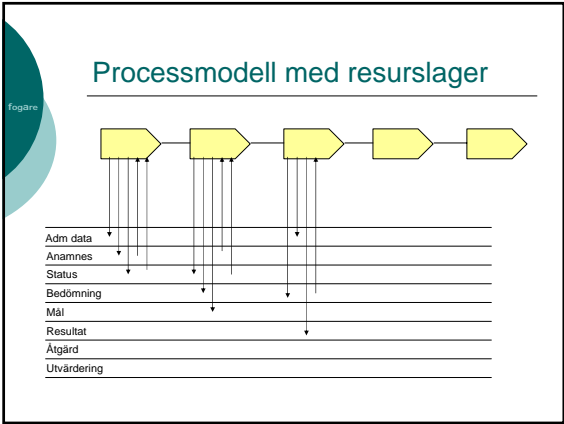 Processmodell med resurslager
fogare
Adm data
Anamnes
Status
Bedömning
Mål
Resultat
Åtgärd
Utvärdering